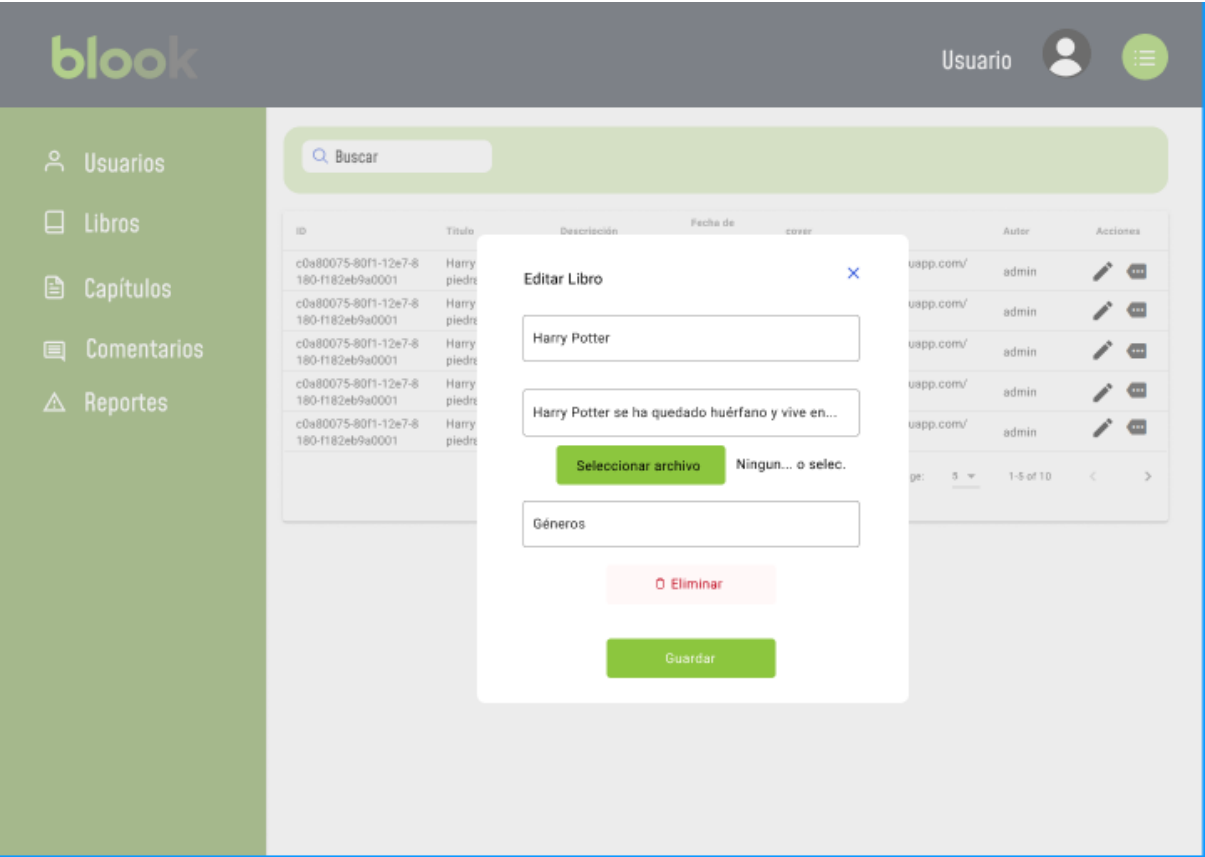 blook
Usuario
Usuarios
Libros
Capítulos
Comentarios
Reportes
Buscar
ID Titulo Descripción Fecha de cover Autor Acciones
c0a80075-80f1-12e7-8 Harry uapp.com/ admin
180-f182eb9a0001
c0a80075-80f1-12e7-8 Harry uapp.com/ admin
180-f182eb9a0001
c0a80075-80f1-12e7-8 Harry uapp.com/ admin
180-f182eb9a0001
c0a80075-80f1-12e7-8 Harry uapp.com/ admin
180-f182eb9a0001
c0a80075-80f1-12e7-8 Harry uapp.com/ admin
180-f182eb9a0001
ge: 5 1-5 of 10
Editar Libro
Harry Potter
Harry Potter se ha quedado huérfano y vive en...
Seleccionar archivo Ningun... o selec.
Géneros
Eliminar
Guardar